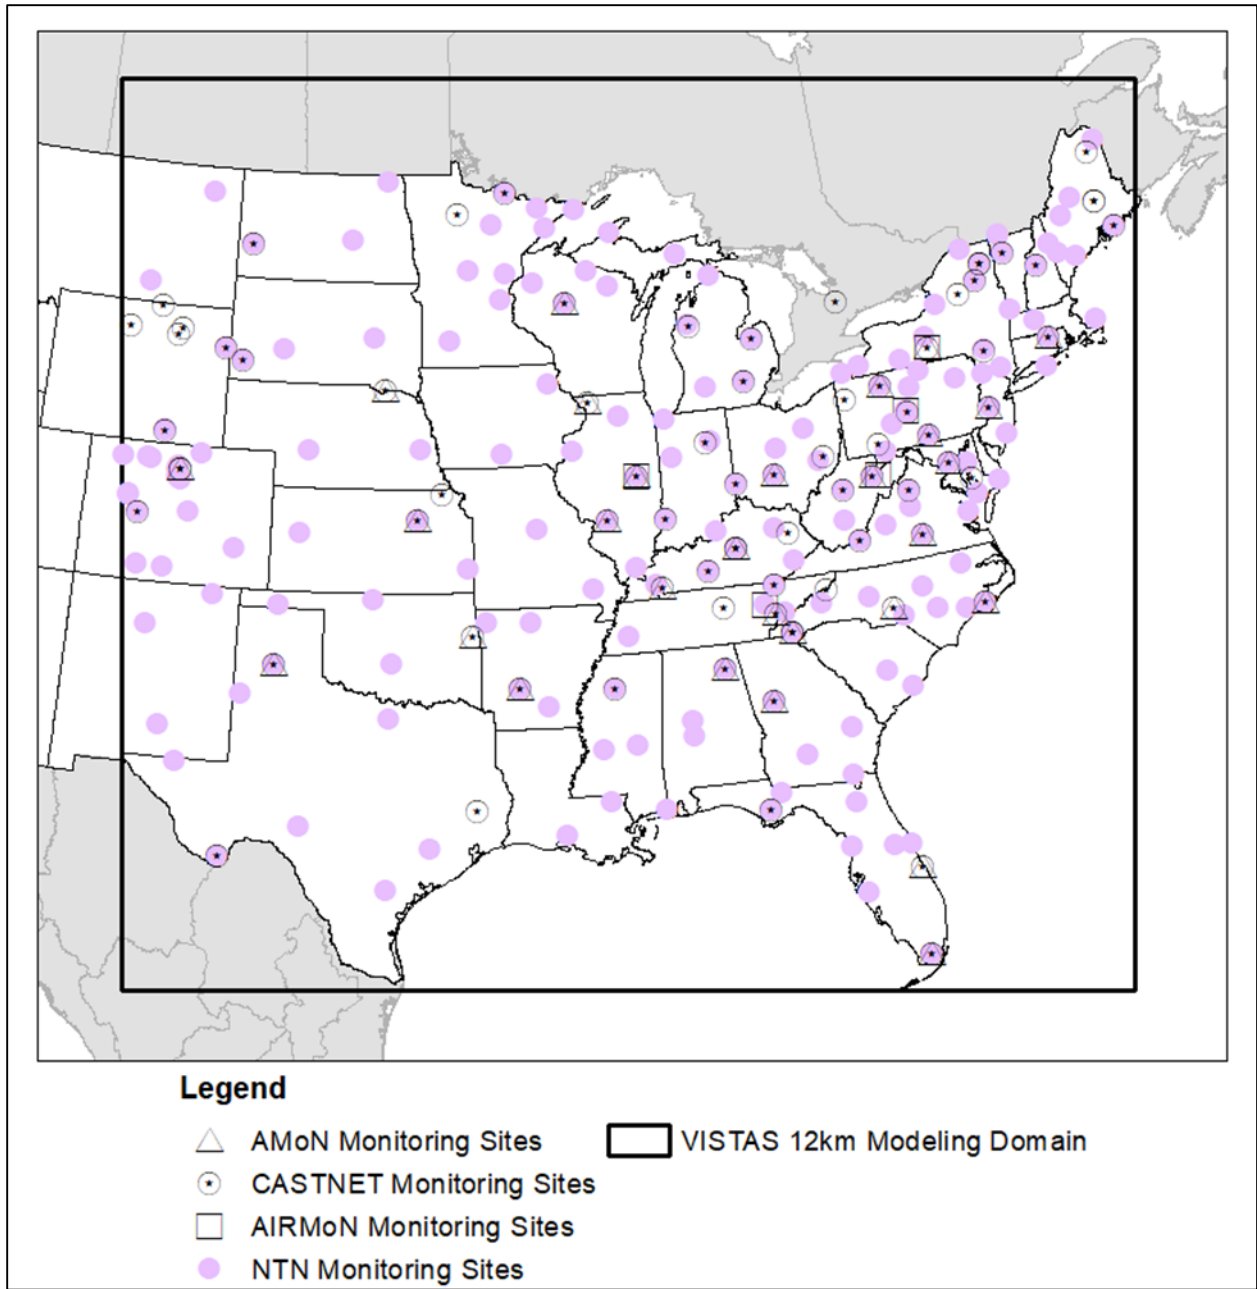 Legend
AMoN Monitoring Sites
VISTAS 12km Modeling Domain
CASTNET Monitoring Sites
AIRMoN Monitoring Sites
NTN Monitoring Sites